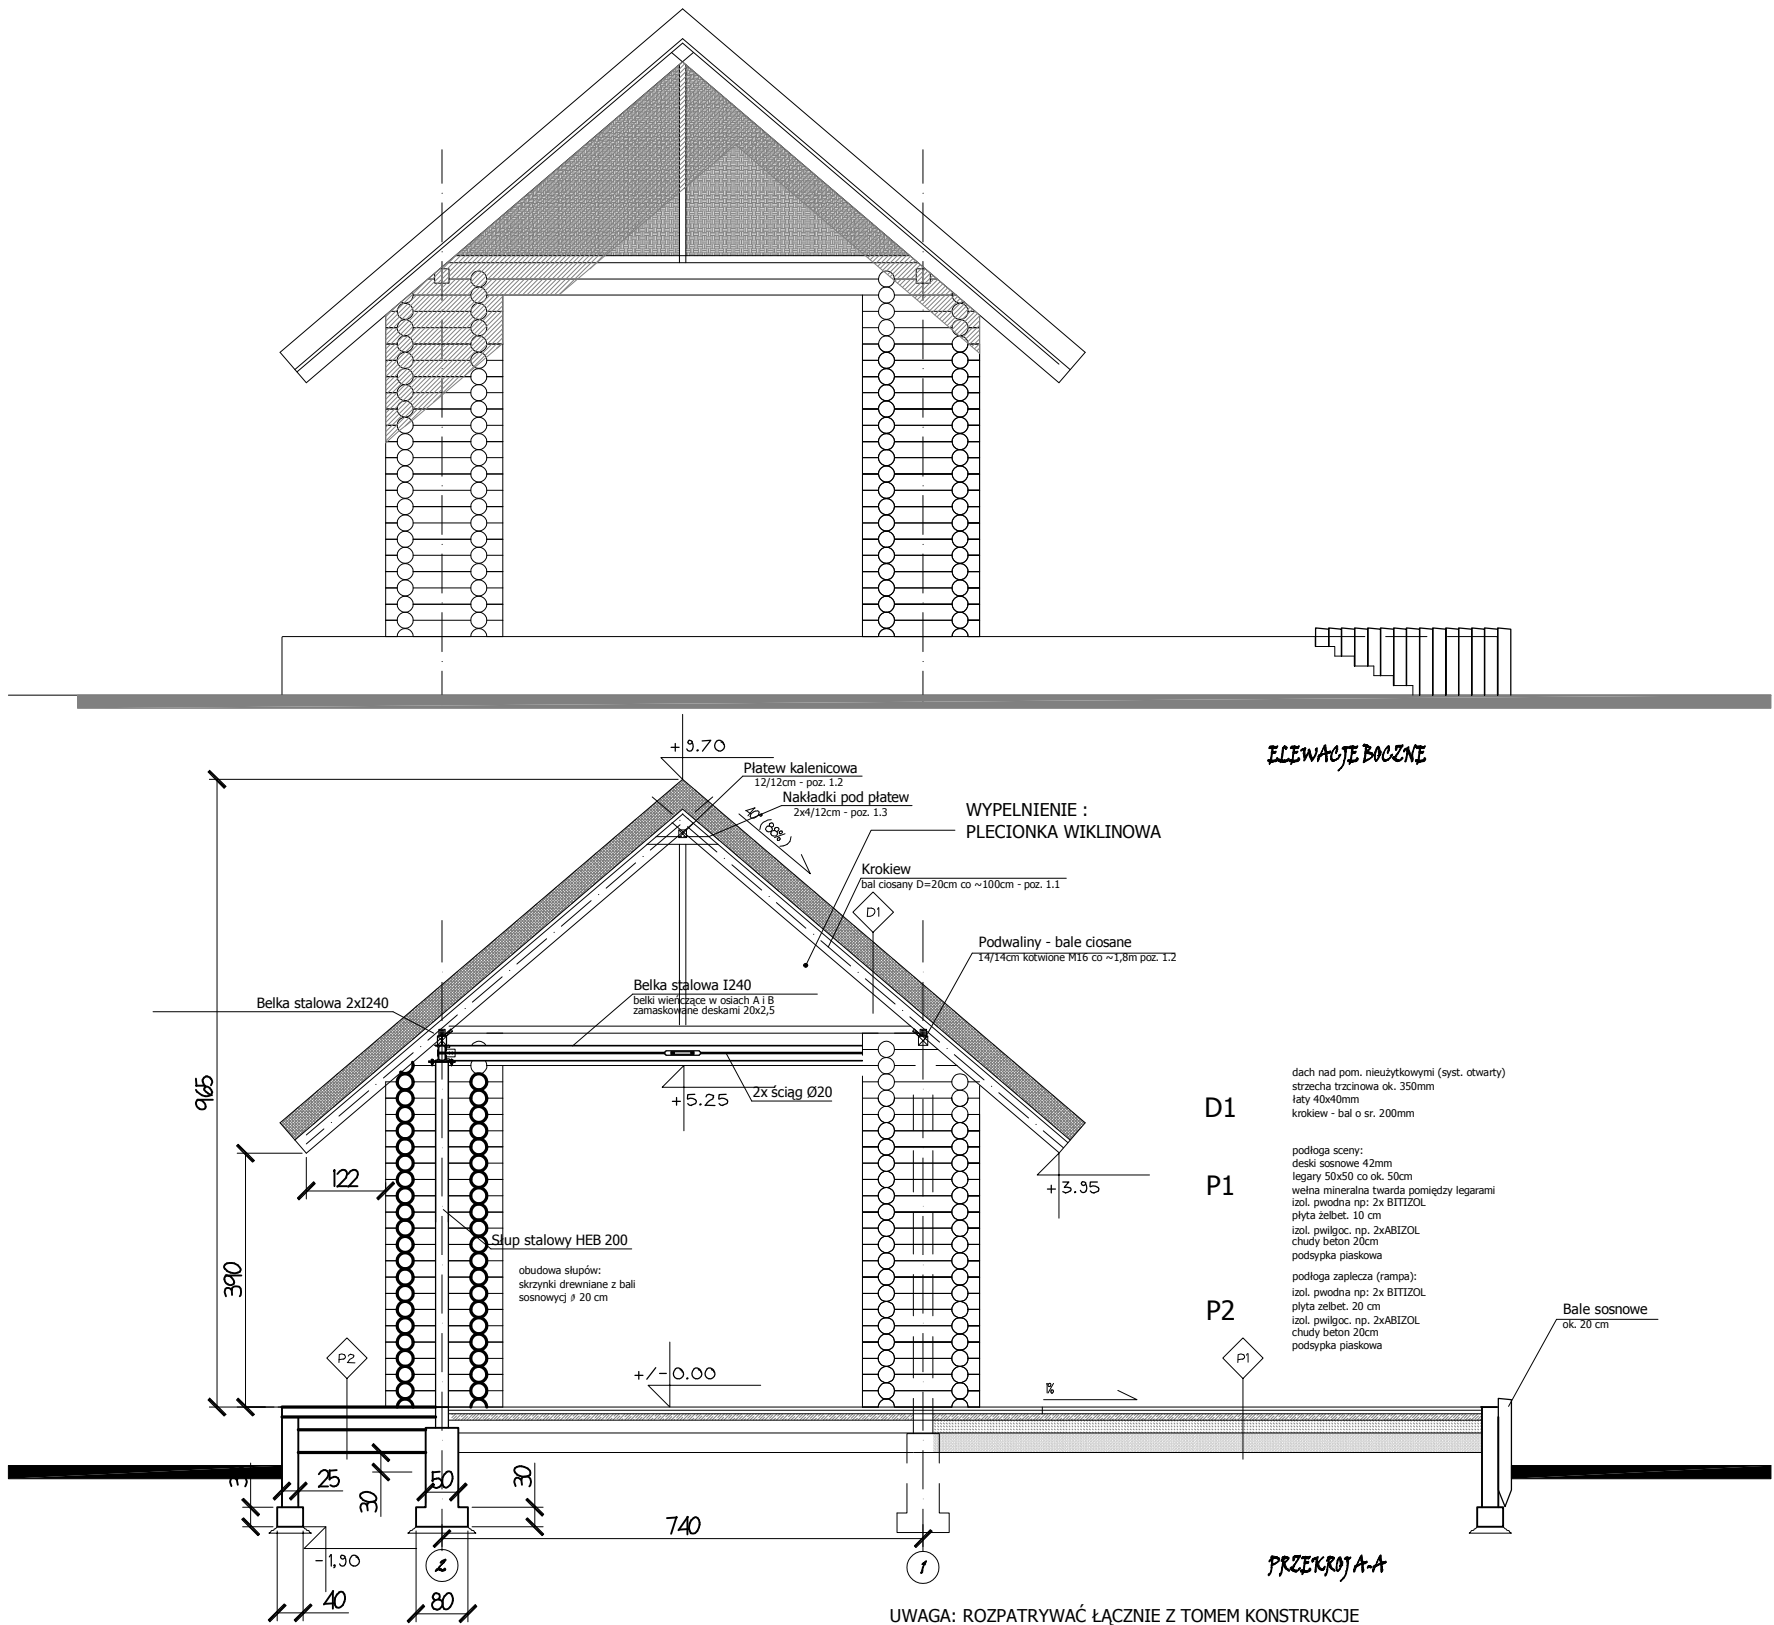 ELEWACJE BOCZNE
+9.70
Płatew kalenicowa
12/12cm - poz. 1.2
Nakładki pod płatew
2x4/12cm - poz. 1.3
40° (88%)
WYPELNIENIE :
PLECIONKA WIKLINOWA
Krokiew
bal ciosany D=20cm co ~100cm - poz. 1.1
D1
Podwaliny - bale ciosane
14/14cm kotwione M16 co ~1,8m poz. 1.2
Belka stalowa 2xI240
Belka stalowa I240
belki wieńczące w osiach A i B
zamaskowane deskami 20x2,5
965
2x ściąg Ø20
+5.25
122
+3.95
390
Słup stalowy HEB 200
obudowa słupów:
skrzynki drewniane z bali
sosnowycj ø 20 cm
D1
dach nad pom. nieużytkowymi (syst. otwarty)
strzecha trzcinowa ok. 350mm
łaty 40x40mm
krokiew - bal o sr. 200mm
P1
podłoga sceny:
deski sosnowe 42mm
legary 50x50 co ok. 50cm
wełna mineralna twarda pomiędzy legarami
izol. pwodna np: 2x BITIZOL
płyta żelbet. 10 cm
izol. pwilgoc. np. 2xABIZOL
chudy beton 20cm
podsypka piaskowa
P2
podłoga zaplecza (rampa):
izol. pwodna np: 2x BITIZOL
plyta zelbet. 20 cm
izol. pwilgoc. np. 2xABIZOL
chudy beton 20cm
podsypka piaskowa
Bale sosnowe
ok. 20 cm
P2
+/-0.00
1%
P1
25
30
50
30
740
-1,90
2
1
40
80
PRZEKROJ A-A
UWAGA: ROZPATRYWAĆ ŁĄCZNIE Z TOMEM KONSTRUKCJE